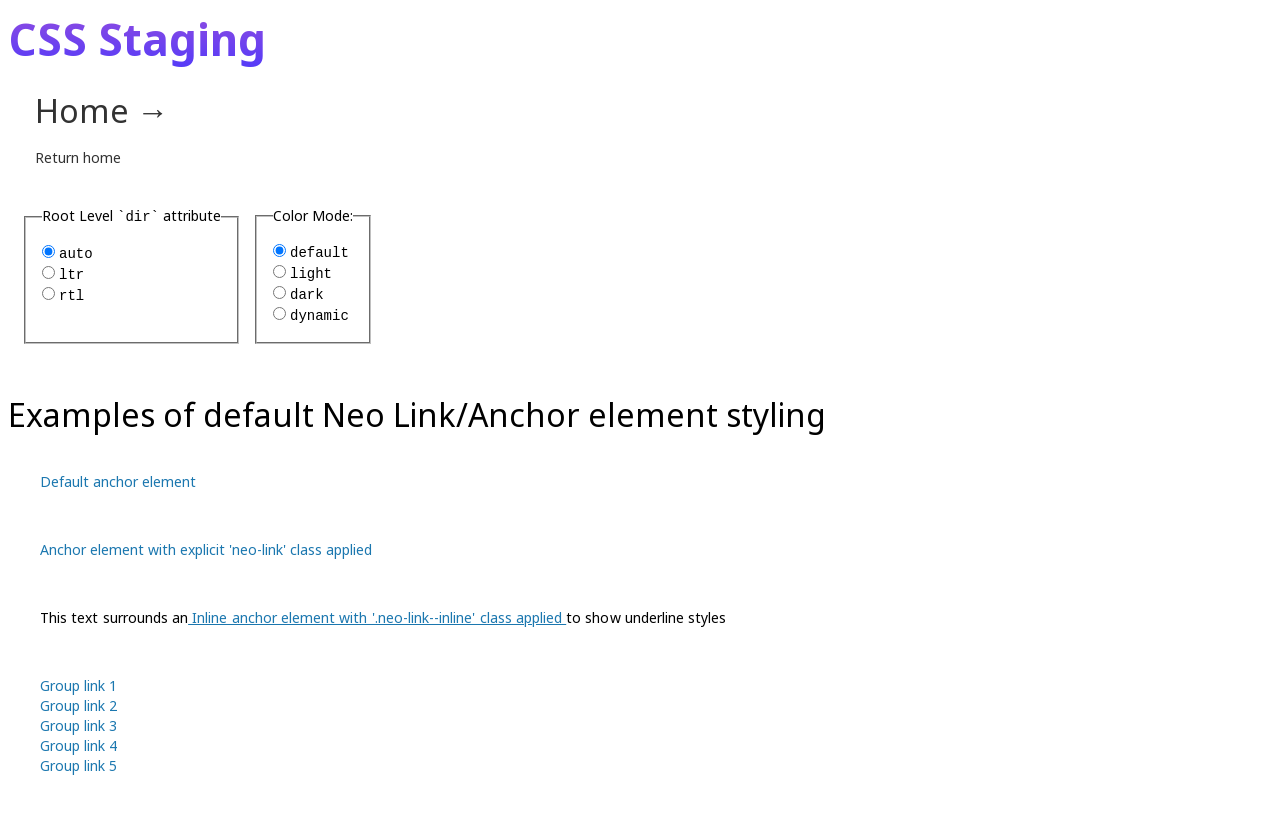 CSS Staging
Home →
Return home
Root Level `dir` attribute
auto
ltr
rtl
Color Mode:
default
light
dark
dynamic
Examples of default Neo Link/Anchor element styling
Default anchor element
Anchor element with explicit 'neo-link' class applied
This text surrounds an Inline anchor element with '.neo-link--inline' class applied to show underline styles
Group link 1
Group link 2
Group link 3
Group link 4
Group link 5